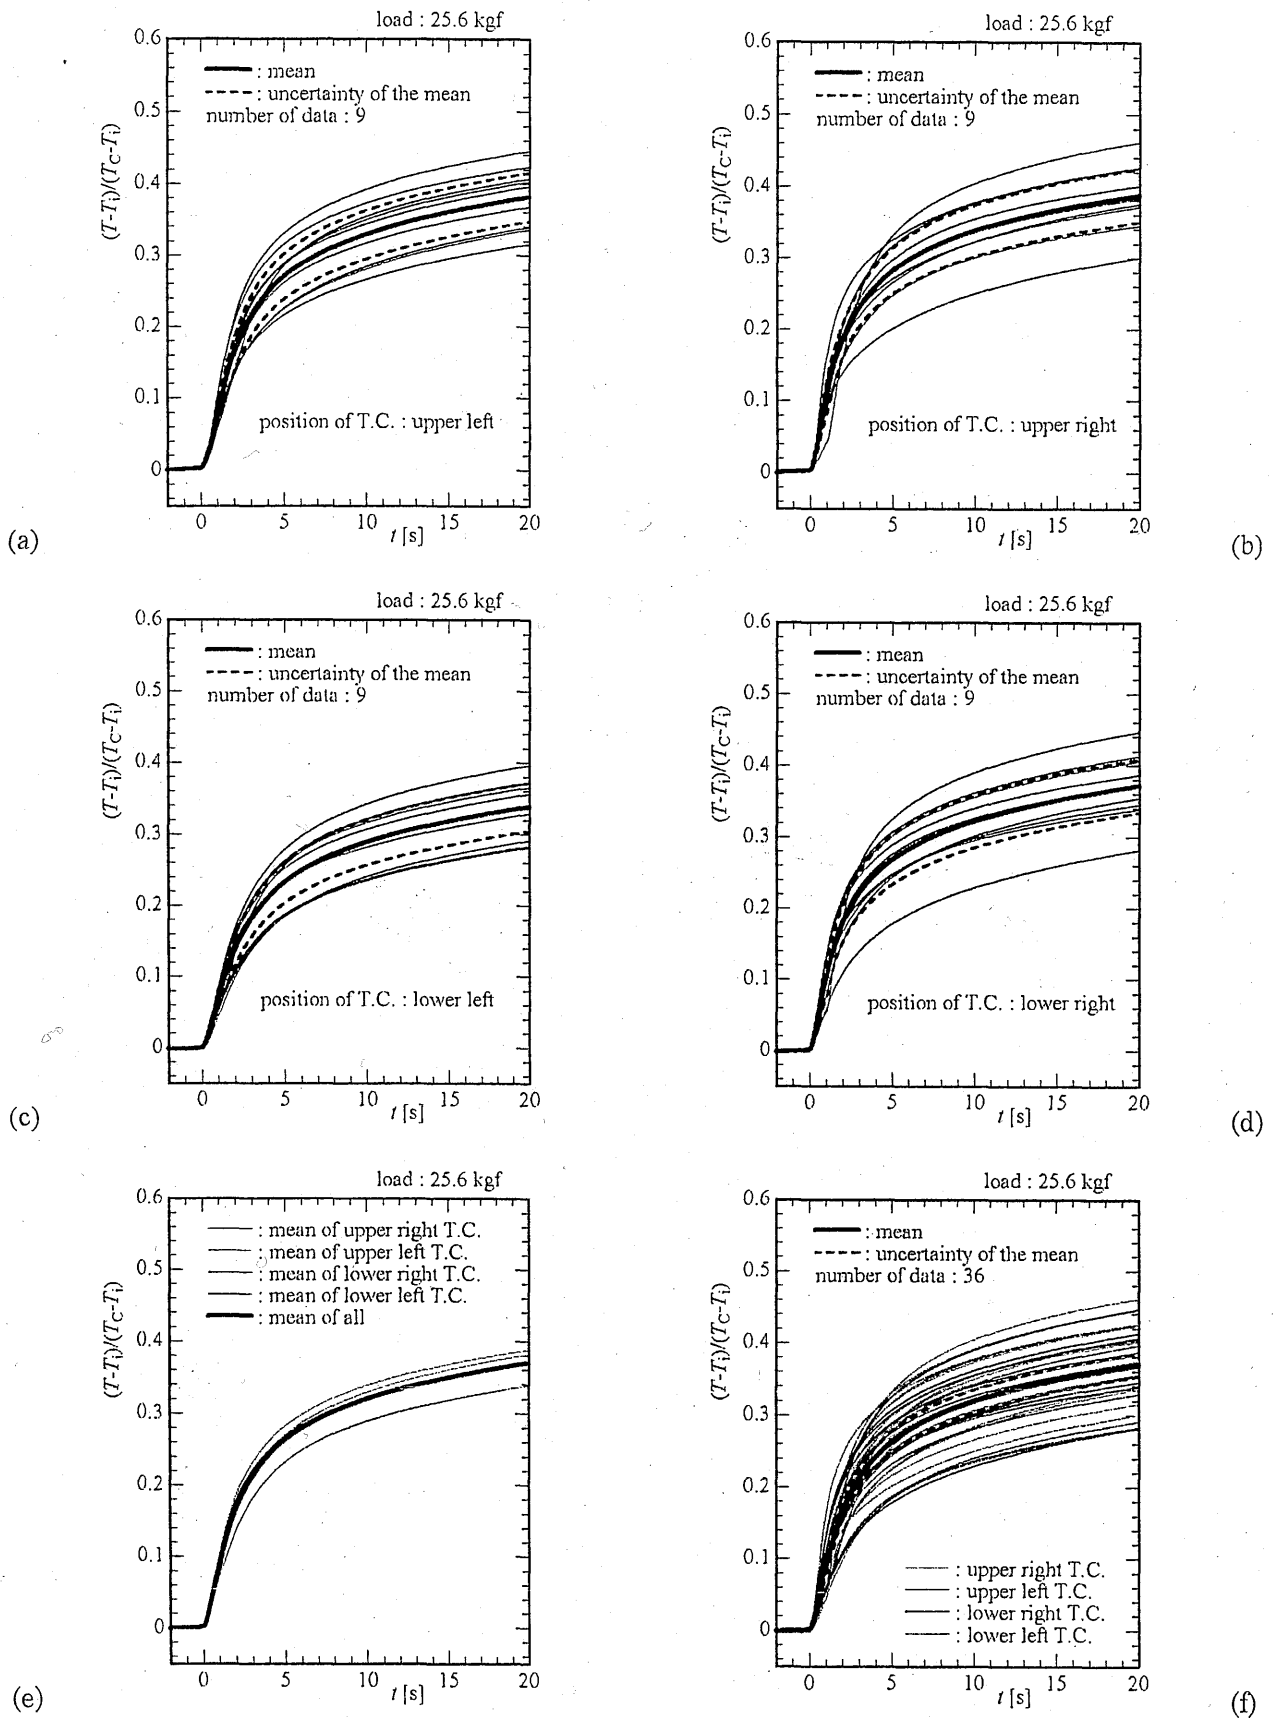 load : 25.6 kgf
0.6
0.5
0.4
0.3
0.2
0.1
0
(T-Ti)/(TC-Ti)
: mean
: uncertainty of the mean
number of data : 9
position of T.C. : upper left
0 5 10 15 20
t [s]
(a)
load : 25.6 kgf
0.6
0.5
0.4
0.3
0.2
0.1
0
(T-Ti)/(TC-Ti)
: mean
: uncertainty of the mean
number of data : 9
position of T.C. : upper right
0 5 10 15 20
t [s]
(b)
load : 25.6 kgf
0.6
0.5
0.4
0.3
0.2
0.1
0
(T-Ti)/(TC-Ti)
: mean
: uncertainty of the mean
number of data : 9
position of T.C. : lower left
0 5 10 15 20
t [s]
(c)
load : 25.6 kgf
0.6
0.5
0.4
0.3
0.2
0.1
0
(T-Ti)/(TC-Ti)
: mean
: uncertainty of the mean
number of data : 9
position of T.C. : lower right
0 5 10 15 20
t [s]
(d)
load : 25.6 kgf
0.6
0.5
0.4
0.3
0.2
0.1
0
(T-Ti)/(TC-Ti)
: mean of upper right T.C.
: mean of upper left T.C.
: mean of lower right T.C.
: mean of lower left T.C.
: mean of all
0 5 10 15 20
t [s]
(e)
load : 25.6 kgf
0.6
0.5
0.4
0.3
0.2
0.1
0
(T-Ti)/(TC-Ti)
: mean
: uncertainty of the mean
number of data : 36
: upper right T.C.
: upper left T.C.
: lower right T.C.
: lower left T.C.
0 5 10 15 20
t [s]
(f)